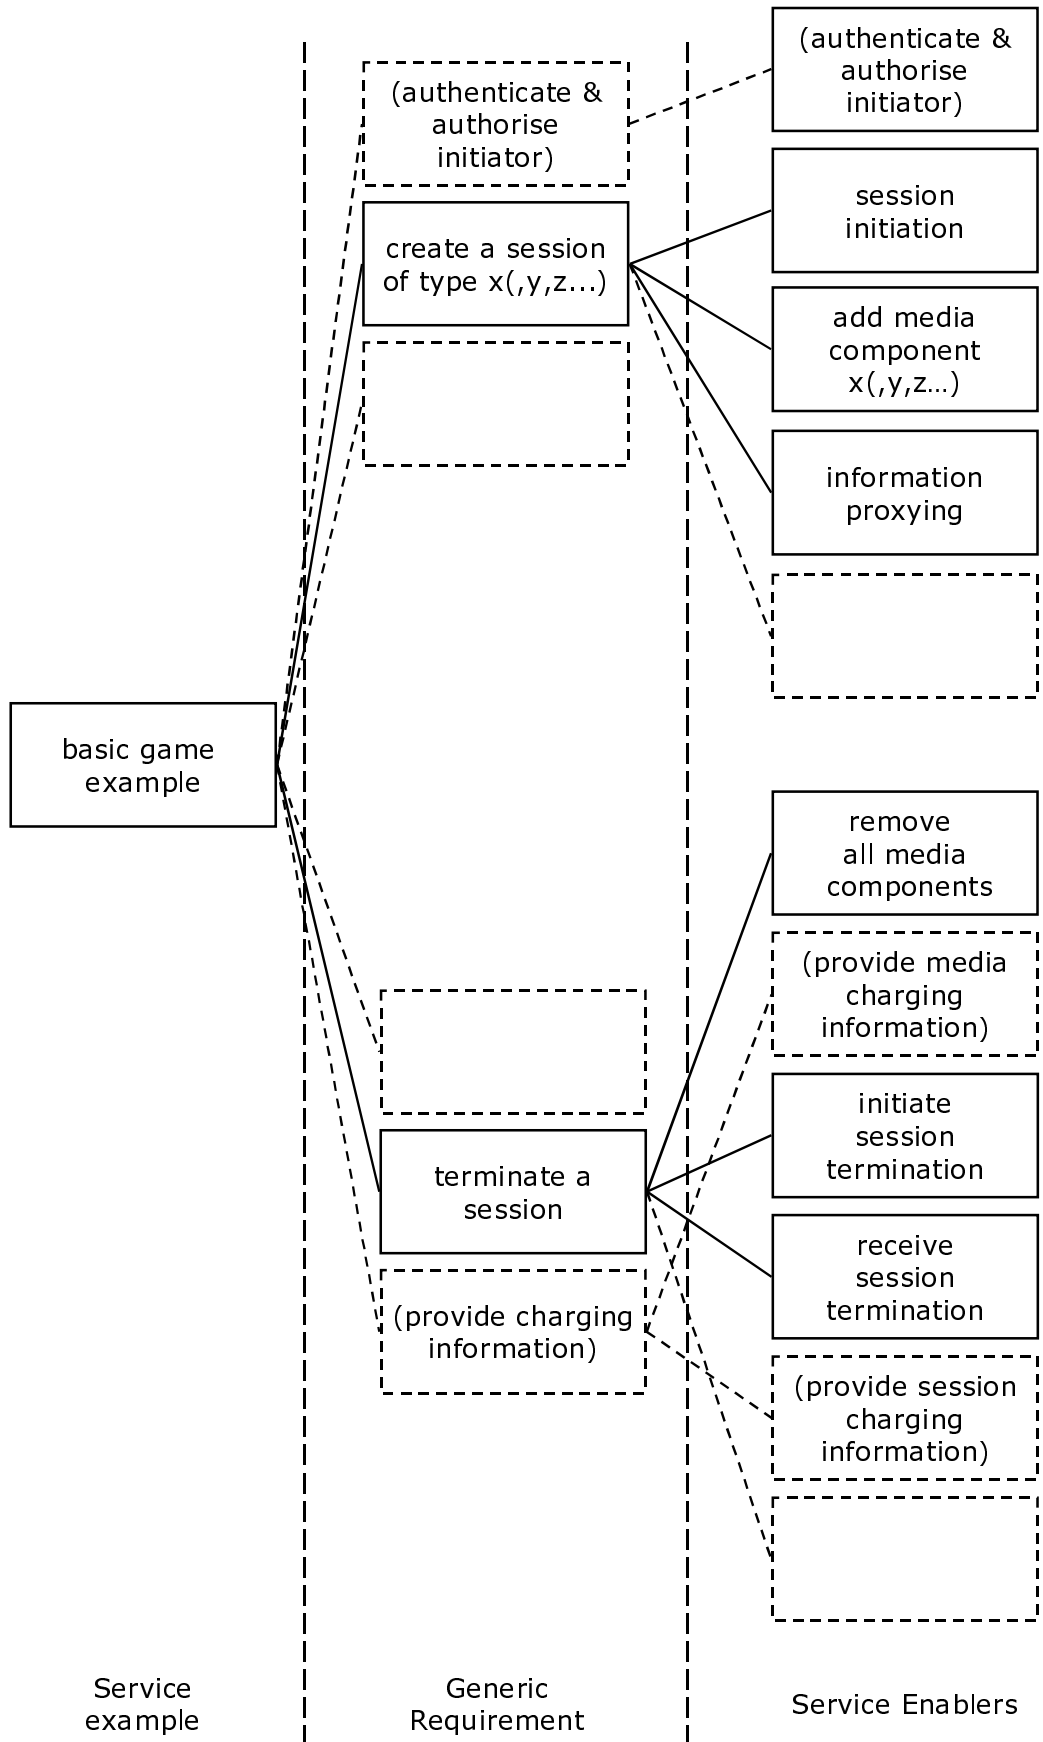 (authenticate &
authorise
initiator)
(authenticate &
authorise
initiator)
create a session
of type x(,y,z...)
session
initiation
add media
component
x(,y,z...)
information
proxying
basic game
example
remove
all media
components
(provide media
charging
information)
initiate
session
termination
terminate a
session
receive
session
termination
(provide charging
information)
(provide session
charging
information)
Service
example
Generic
Requirement
Service Enablers